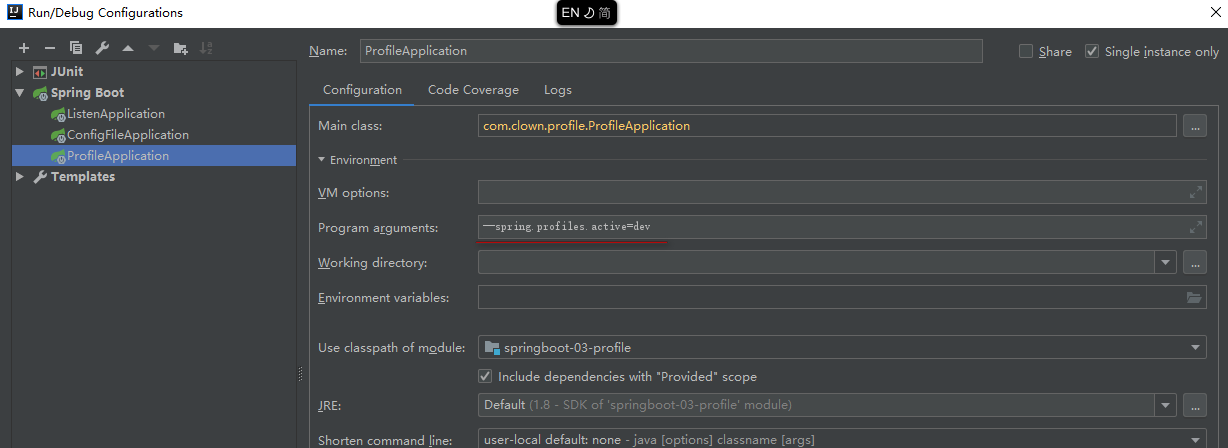 Run/Debug Configurations
EN 简
Name: ProfileApplication
Share Single instance only
JUnit
Spring Boot
ListenApplication
ConfigFileApplication
ProfileApplication
Templates
Configuration Code Coverage Logs
Main class: com.clown.profile.ProfileApplication ...
Environment
VM options:
Program arguments: --spring.profiles.active=dev
Working directory: ...
Environment variables:
Use classpath of module: springboot-03-profile
Include dependencies with "Provided" scope
JRE: Default (1.8 - SDK of 'springboot-03-profile' module) ...
Shorten command line: user-local default: none - java [options] classname [args]